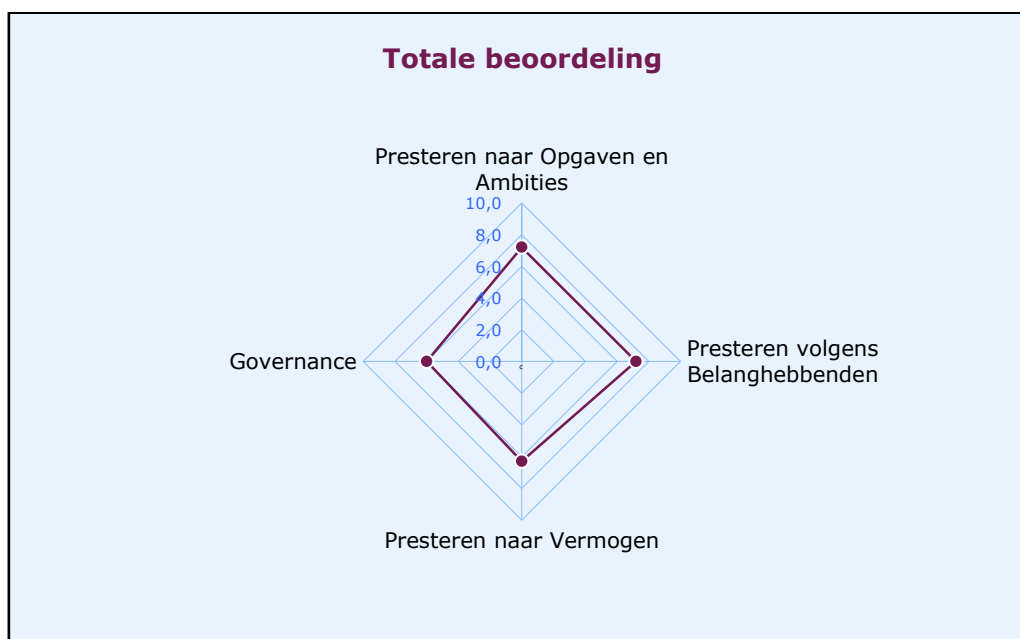 Totale beoordeling
Presteren naar Opgaven en
Ambities
10,0
8,0
6,0
4,0
2,0
0,0
Governance
Presteren volgens
Belanghebbenden
c
Presteren naar Vermogen